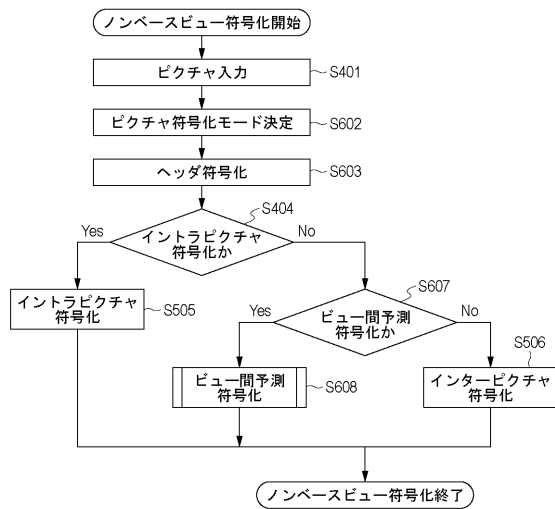 ノンベースビュー符号化開始
ピクチャ入力
S401
ピクチャ符号化モード決定
S602
ヘッダ符号化
S603
S404
Yes
イントラピクチャ
符号化か
No
イントラピクチャ
符号化
S505
S607
Yes
ビュー間予測
符号化か
No
ビュー間予測
符号化
S608
S506
インターピクチャ
符号化
ノンベースビュー符号化終了